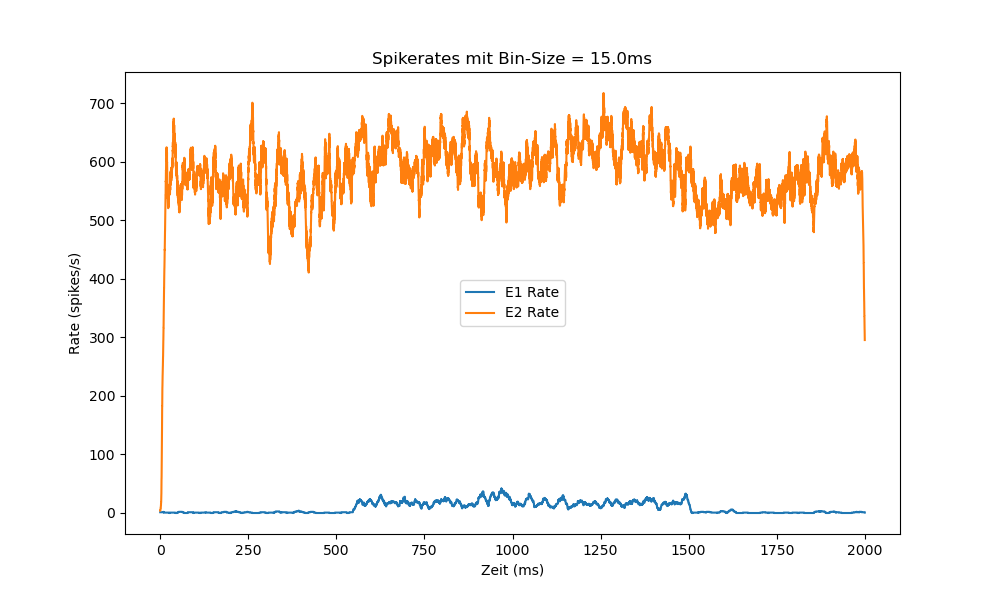 Spikerates mit Bin-Size = 15.0ms
Rate (spikes/s)
700
600
500
400
300
200
100
0
E1 Rate
E2 Rate
0 250 500 750 1000 1250 1500 1750 2000
Zeit (ms)